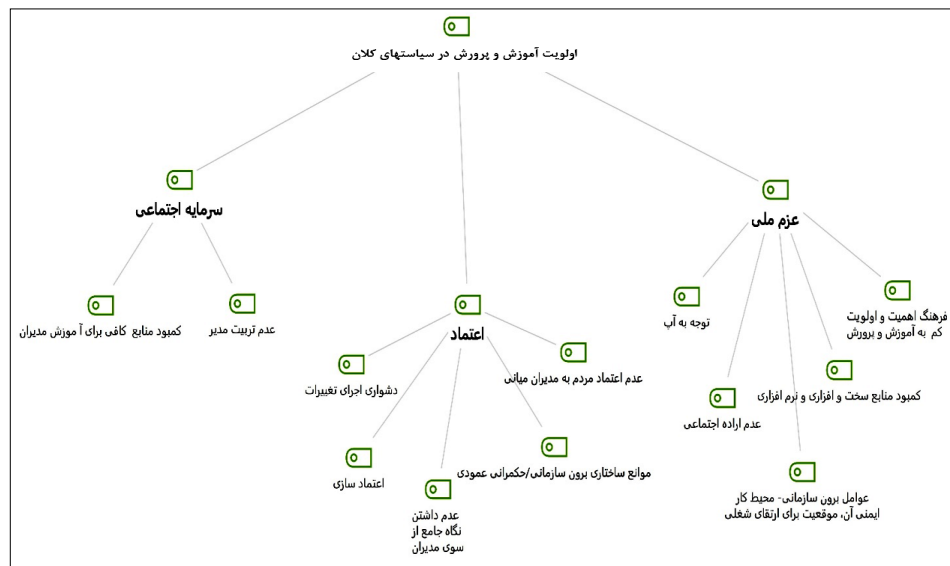 اولویت آموزش و پرورش در سیاستهای کلان
سرمایه اجتماعی
عزم ملی
کمبود منابع کافی برای آموزش مدیران
عدم تربیت مدیر
اعتماد
توجه به آپ
فرهنگ اهمیت و اولویت
کم به آموزش و پرورش
دشواری اجرای تغییرات
عدم اعتماد مردم به مدیران میانی
عدم اراده اجتماعی
کمبود منابع سخت و افزاری و نرم افزاری
اعتماد سازی
عدم داشتن
نگاه جامع از
سوی مدیران
موانع ساختاری برون سازمانی/حکمرانی عمودی
عوامل برون سازمانی- محیط کار
ایمنی آن، موقعیت برای ارتقای شغلی